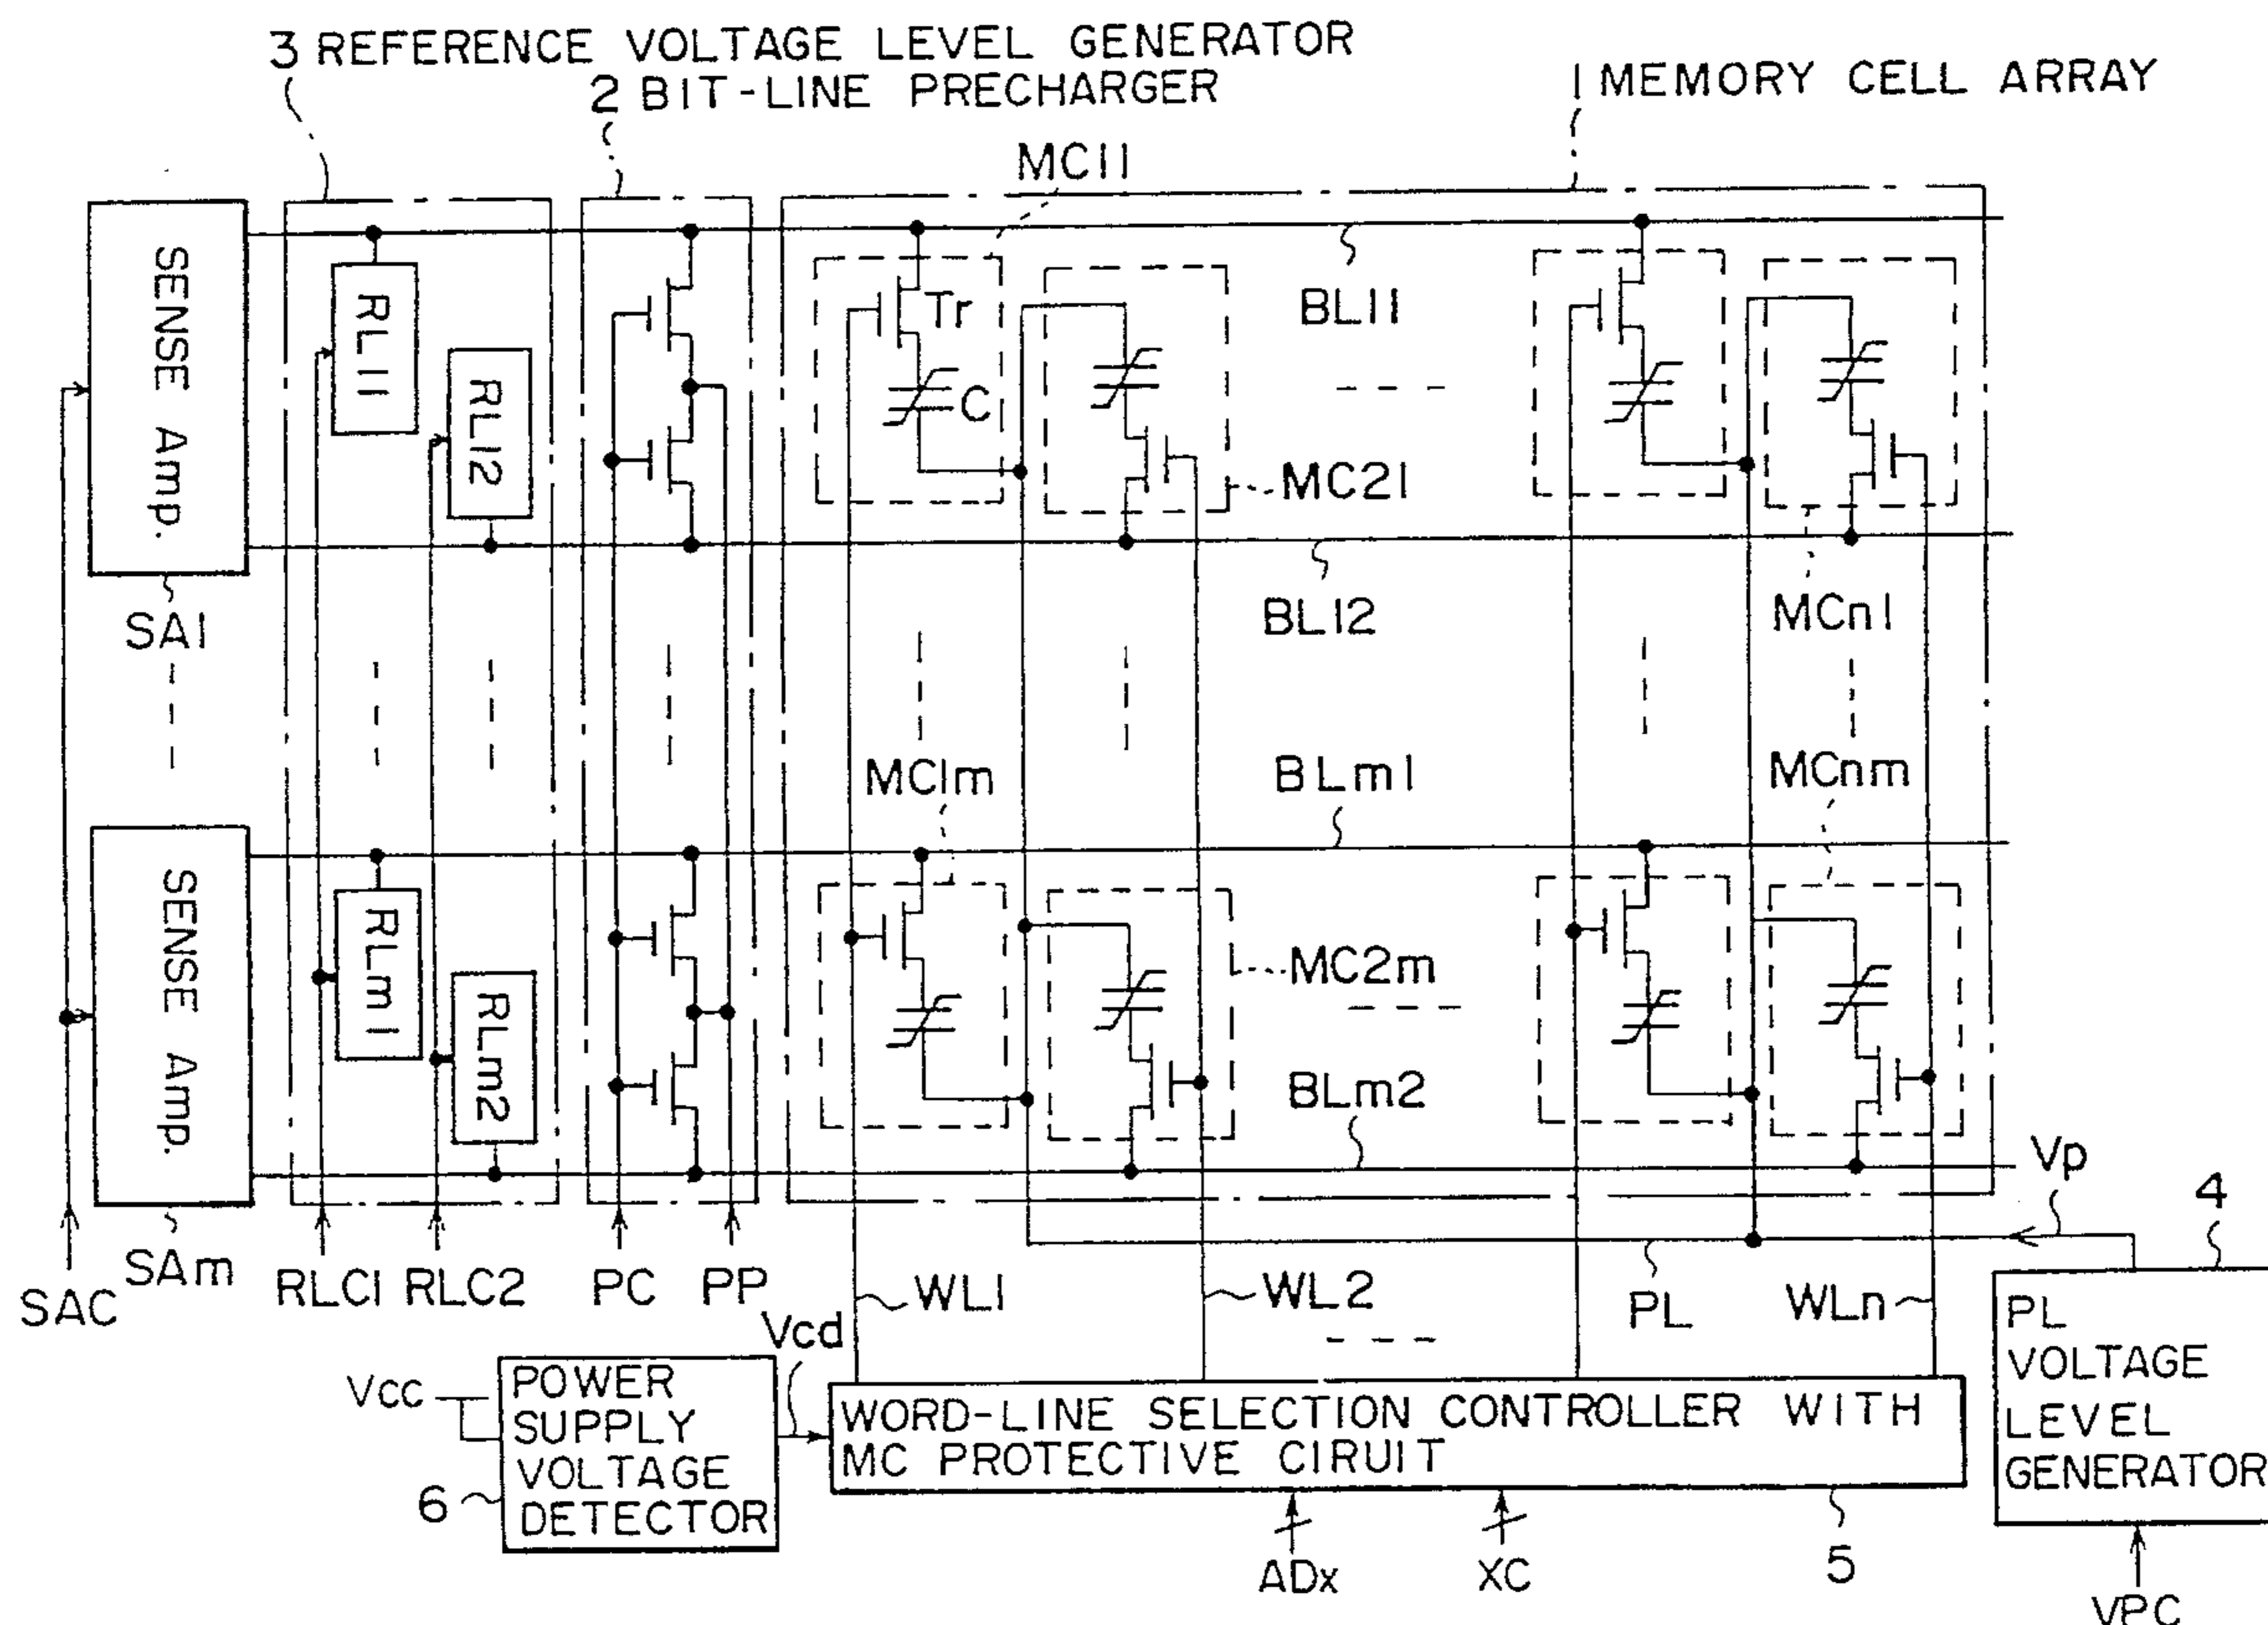 3 REFERENCE VOLTAGE LEVEL GENERATOR
2 BIT-LINE PRECHARGER
1 MEMORY CELL ARRAY
MC11
SENSE Amp.
RL11
RL12
Tr
C
BL11
MC21
SA1
BL12
MCn1
MC1m
BLm1
MCnm
SENSE Amp.
RLm1
RLm2
MC2m
BLm2
Vp
4
SAm
SAC
RLC1
RLC2
PC
PP
WL1
WL2
PL
WLn
Vcd
Vcc
POWER
SUPPLY
VOLTAGE
DETECTOR
6
WORD-LINE SELECTION CONTROLLER WITH
MC PROTECTIVE CIRUIT
PL
VOLTAGE
LEVEL
GENERATOR
ADx
XC
5
VPC